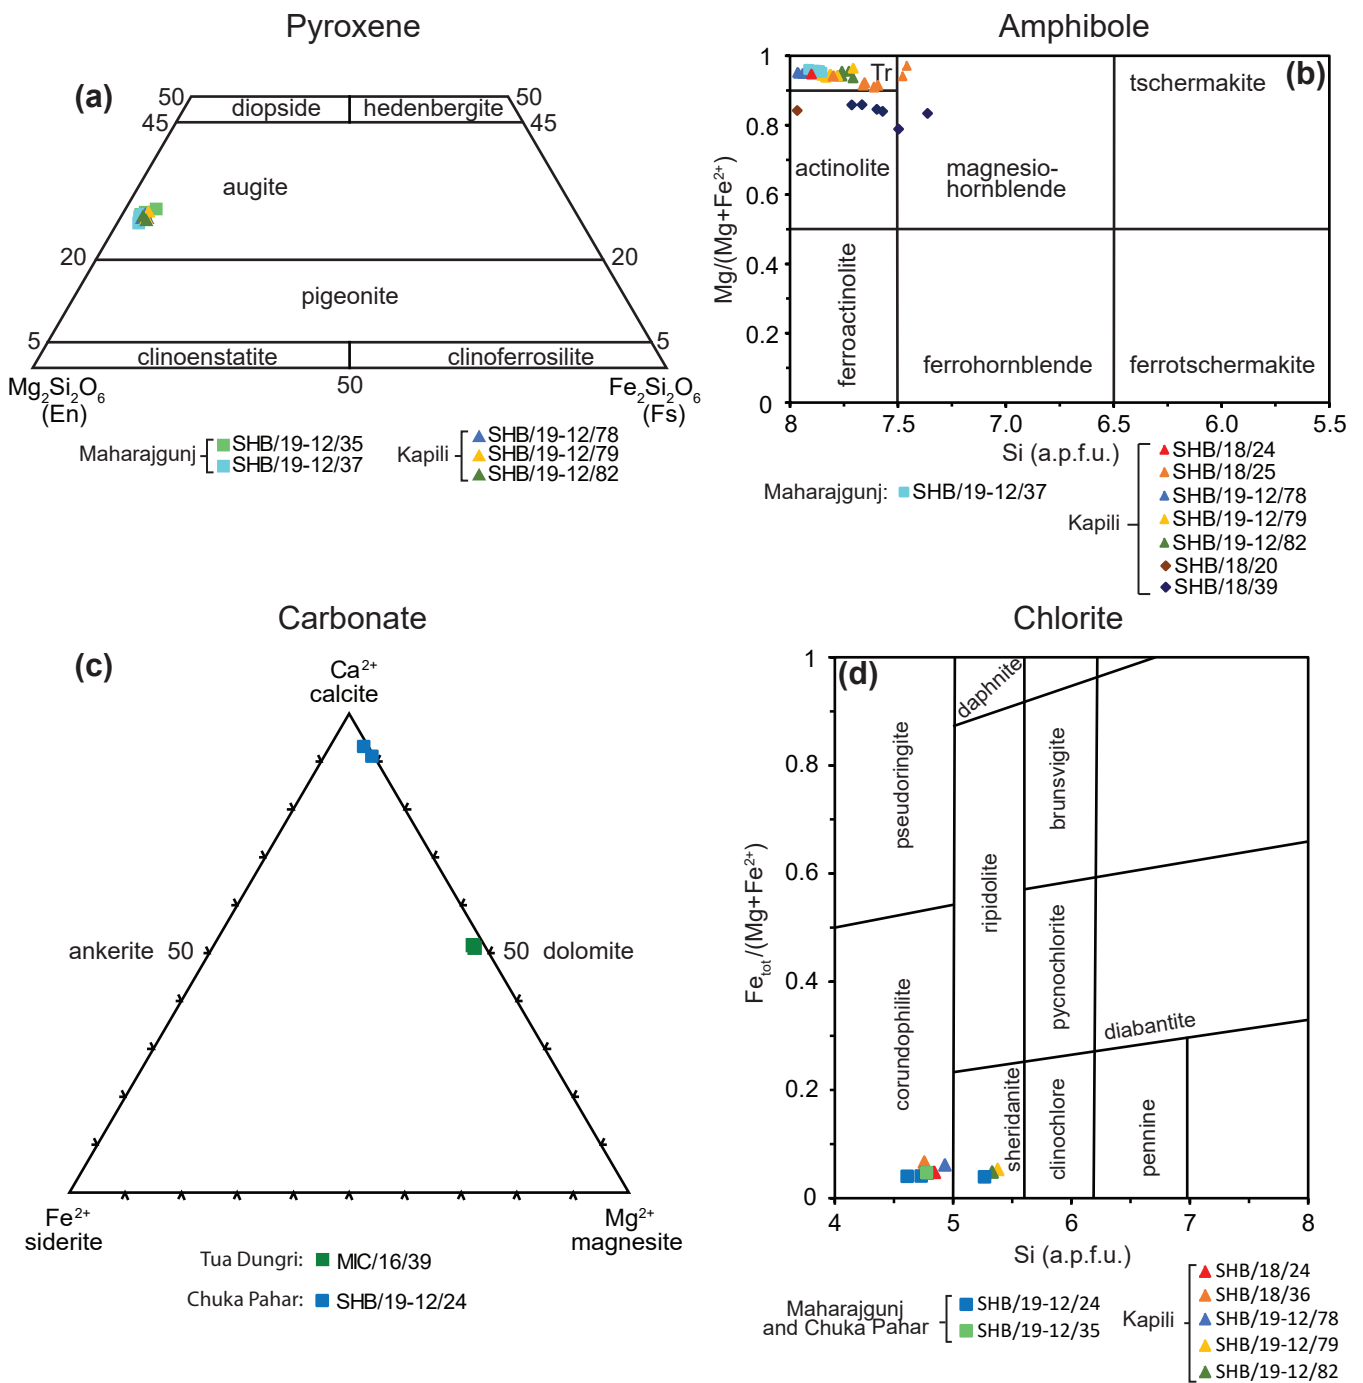 Pyroxene
(a)
50
50
diopside
hedenbergite
45
45
augite
20
20
pigeonite
5
5
clinoenstatite
clinoferrosilite
Mg2Si2O6
(En)
50
Fe2Si2O6
(Fs)
Maharajgunj
SHB/19-12/35
SHB/19-12/37
Kapili
SHB/19-12/78
SHB/19-12/79
SHB/19-12/82
Amphibole
(b)
1
0.8
0.6
0.4
0.2
0
Mg/(Mg+Fe2+)
Tr
tschermakite
actinolite
magnesio-
hornblende
ferroactinolite
ferrohornblende
ferrotschermakite
8
7.5
7.0
6.5
6.0
5.5
Si (a.p.f.u.)
Maharajgunj:
SHB/19-12/37
Kapili
SHB/18/24
SHB/18/25
SHB/19-12/78
SHB/19-12/79
SHB/19-12/82
SHB/18/20
SHB/18/39
Carbonate
(c)
Ca2+
calcite
ankerite
50
50
dolomite
Fe2+
siderite
Mg2+
magnesite
Tua Dungri:
MIC/16/39
Chuka Pahar:
SHB/19-12/24
Chlorite
(d)
1
0.8
0.6
0.4
0.2
0
Fetot/(Mg+Fe2+)
pseudoringite
daphnite
brunsvigite
ripidolite
corundophilite
pycnochlorite
diabantite
sheridanite
clinochlore
pennine
4
5
6
7
8
Si (a.p.f.u.)
Maharajgunj
and Chuka Pahar
SHB/19-12/24
SHB/19-12/35
Kapili
SHB/18/24
SHB/18/36
SHB/19-12/78
SHB/19-12/79
SHB/19-12/82